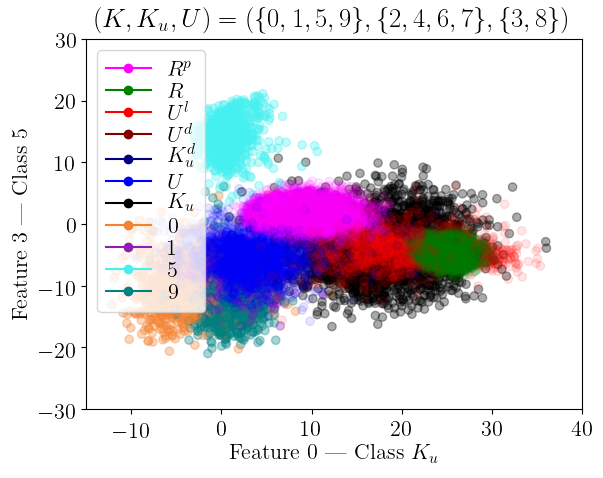 (K, K_u, U) = ({0, 1, 5, 9}, {2, 4, 6, 7}, {3, 8})
30
20
10
0
−10
−20
−30
Feature 3 — Class 5
R^p
R
U^l
U^d
K_u^d
U
K_u
0
1
5
9
−10 0 10 20 30 40
Feature 0 — Class K_u